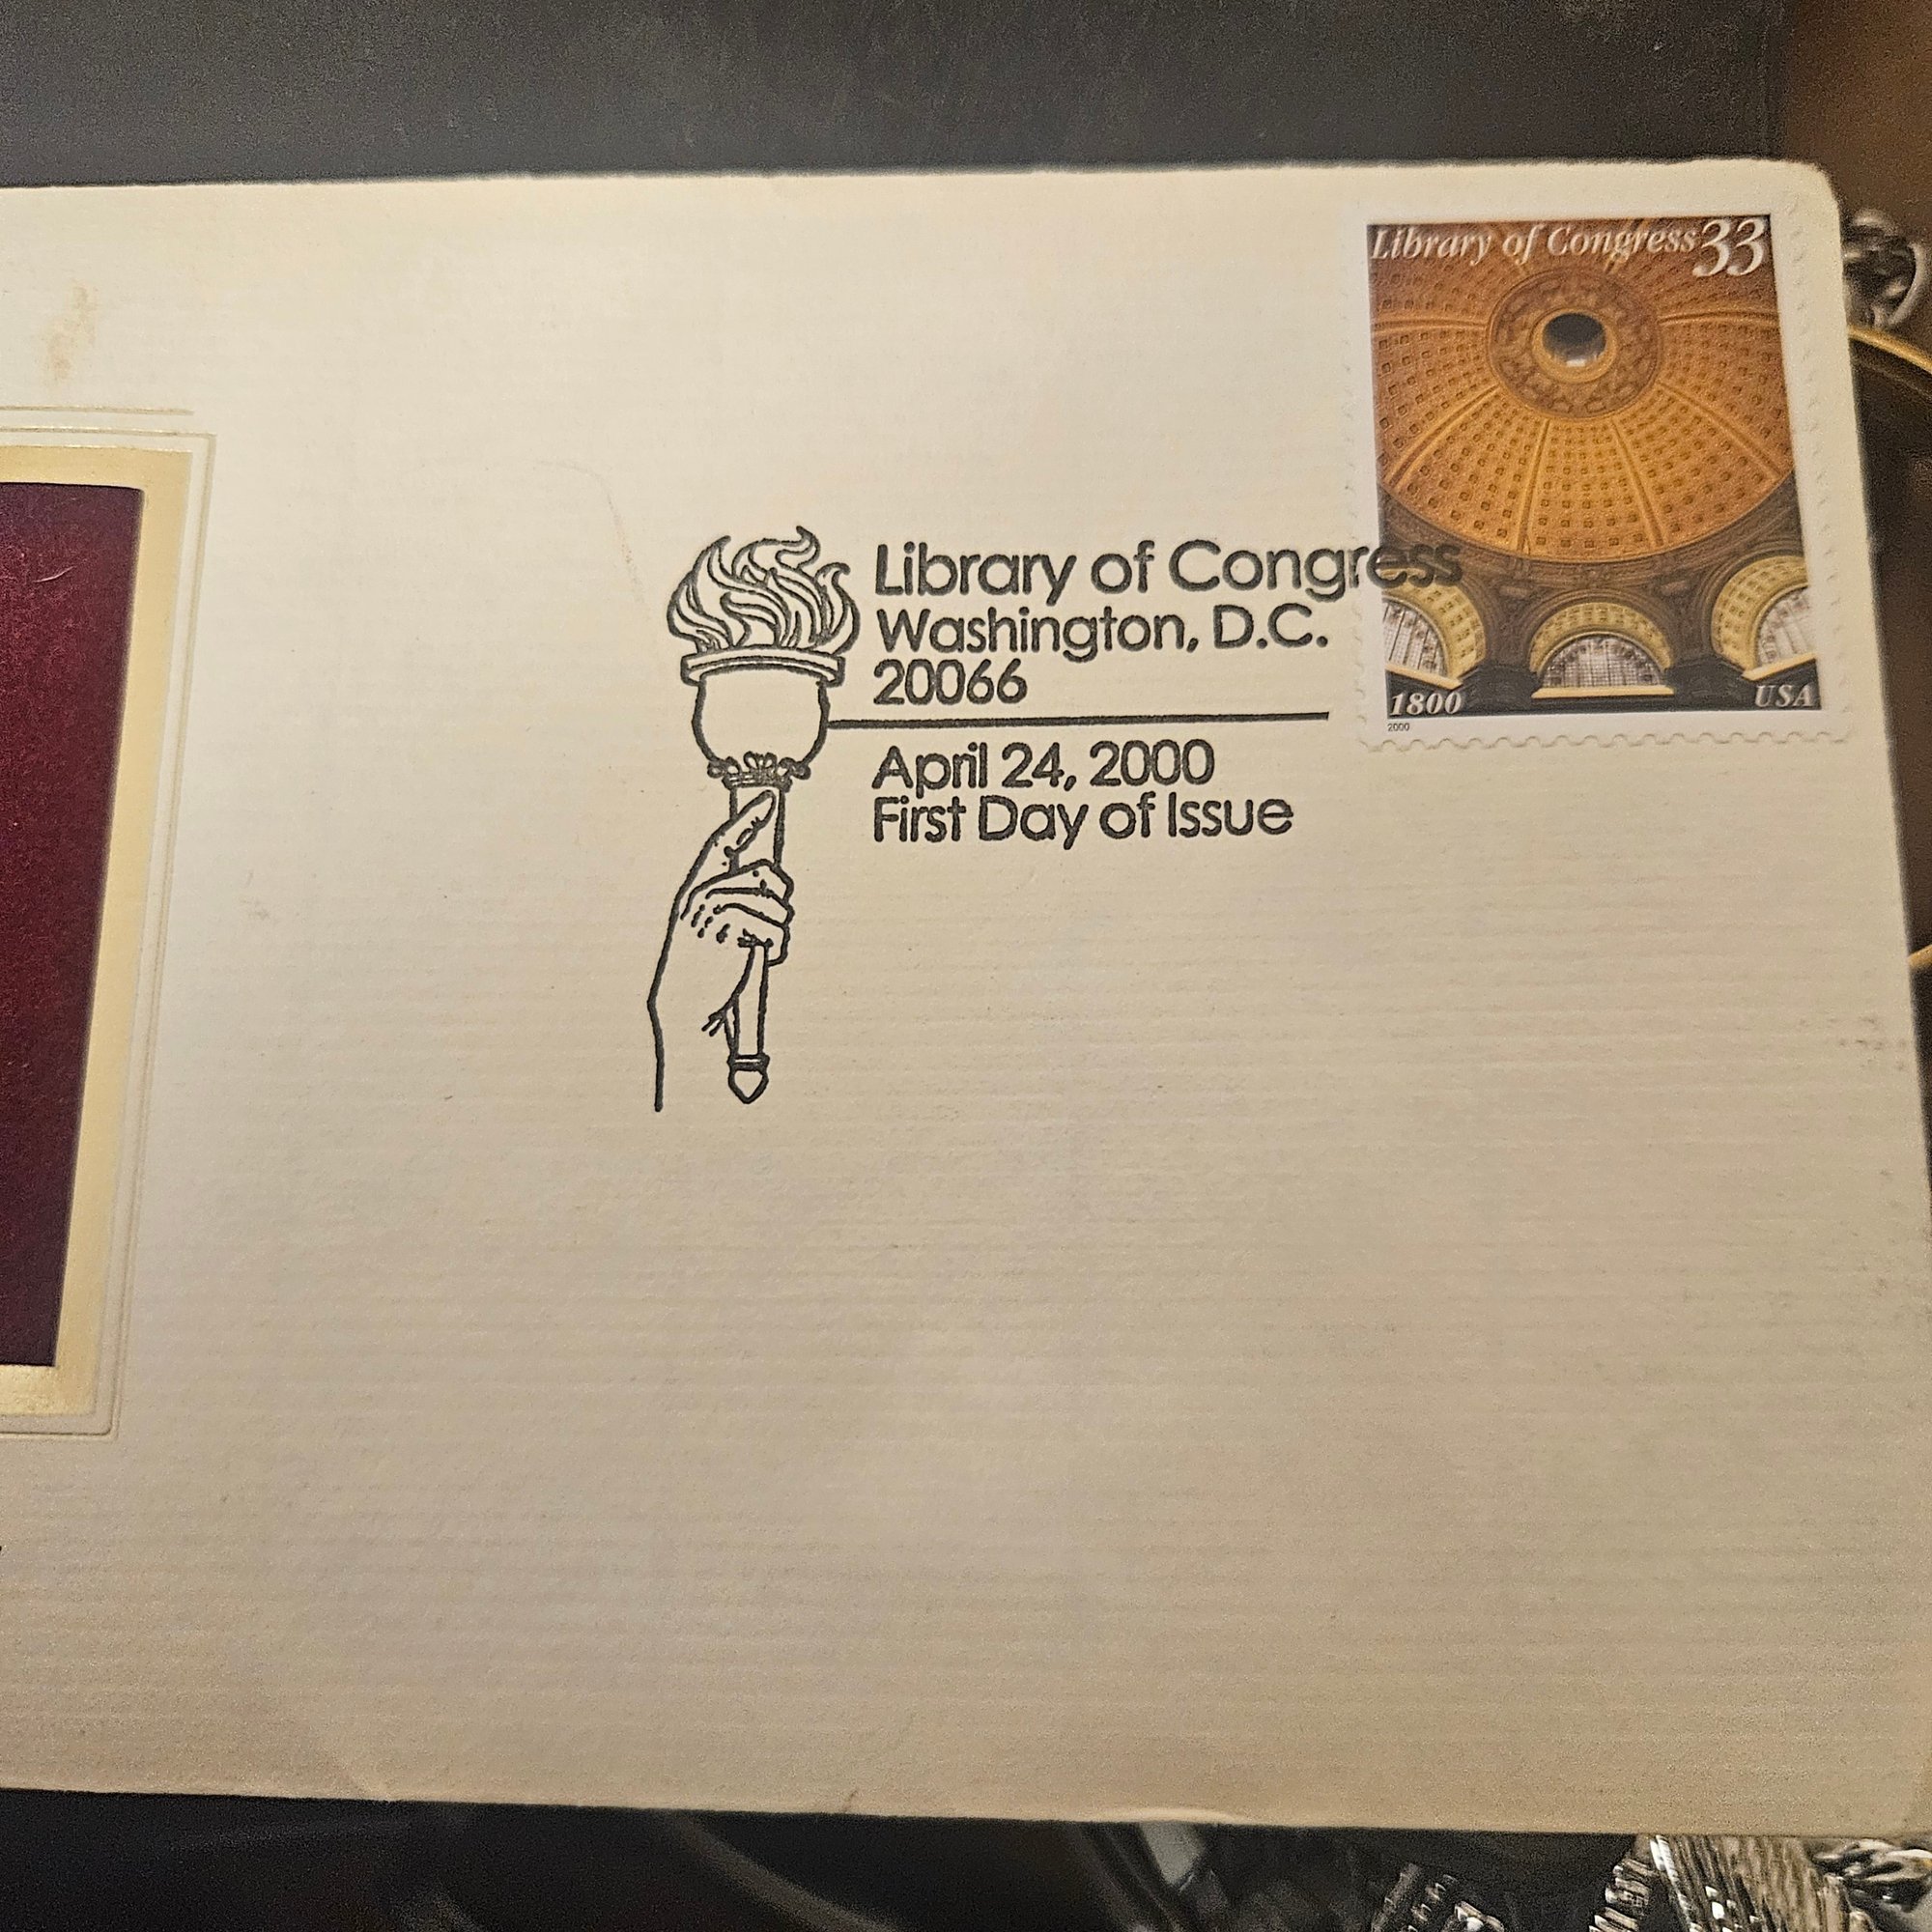 Library of Congress 33
1800 USA
2000
Library of Congress
Washington, D.C.
20066
April 24, 2000
First Day of Issue